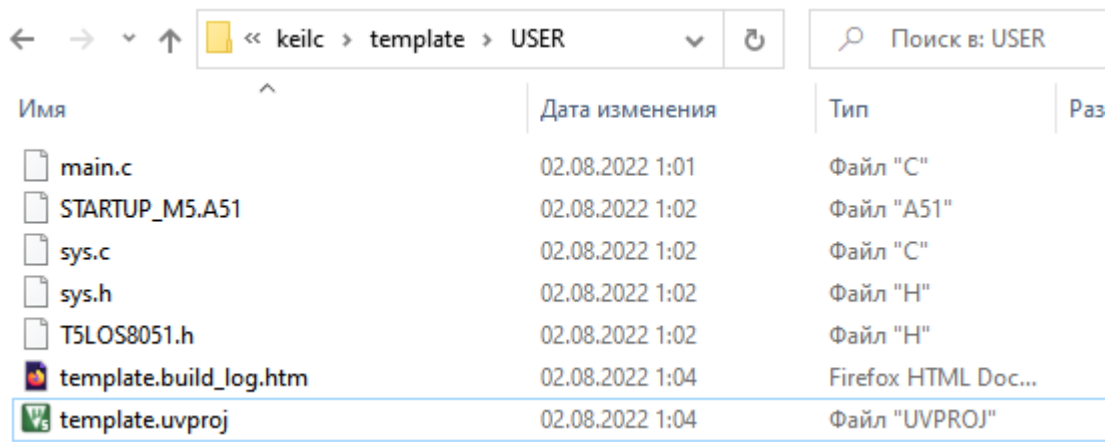 « keilc › template › USER Поиск в: USER
Имя Дата изменения Тип Раз
main.c 02.08.2022 1:01 Файл "C"
STARTUP_M5.A51 02.08.2022 1:02 Файл "A51"
sys.c 02.08.2022 1:02 Файл "C"
sys.h 02.08.2022 1:02 Файл "H"
T5LOS8051.h 02.08.2022 1:02 Файл "H"
template.build_log.htm 02.08.2022 1:04 Firefox HTML Doc...
template.uvproj 02.08.2022 1:04 Файл "UVPROJ"